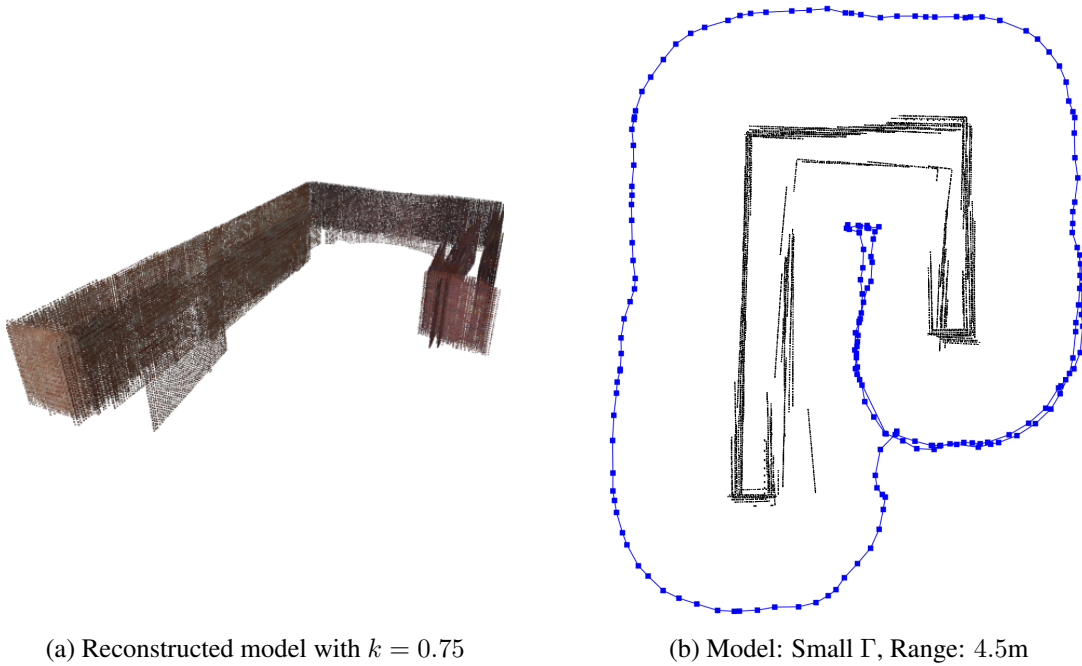 (a) Reconstructed model with k = 0.75
(b) Model: Small Γ, Range: 4.5m